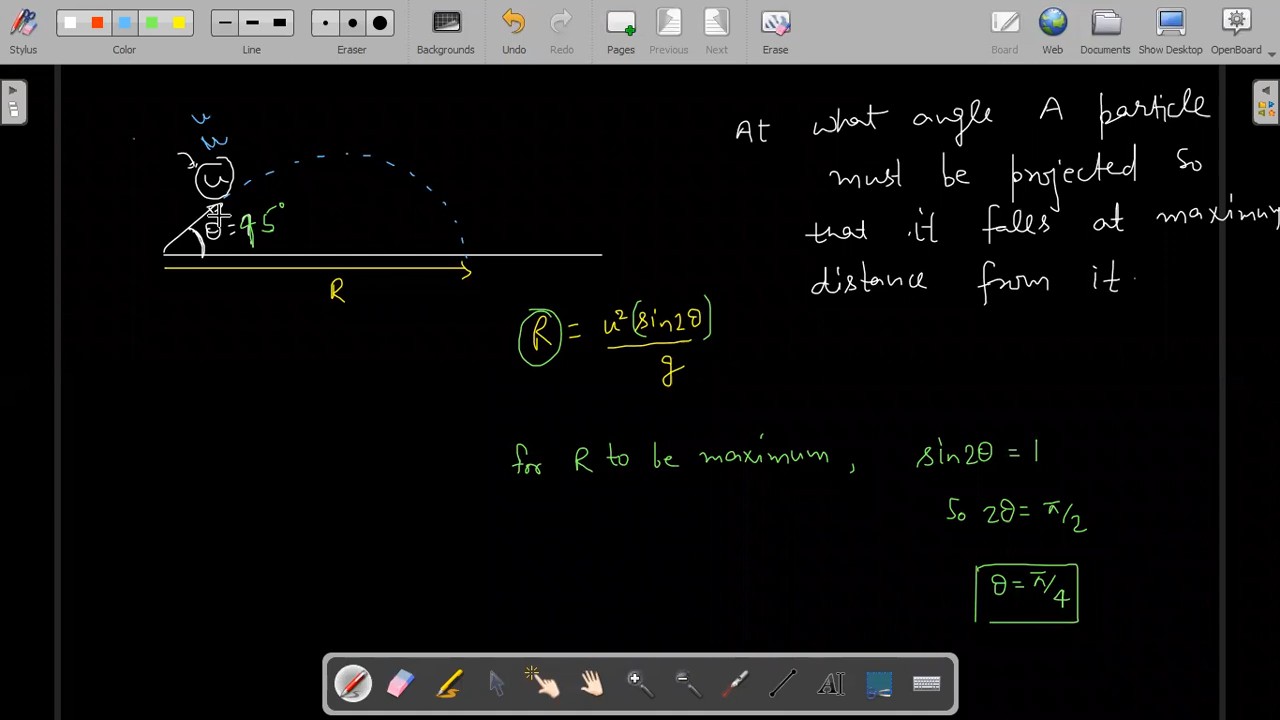 Stylus
Color
Line
Eraser
Backgrounds
Undo
Redo
Pages
Previous
Next
Erase
Board
Web
Documents
Show Desktop
OpenBoard
u
u
u
θ = 45°
R
At what angle A particle
must be projected so
that it falls at maximum
distance from it
R = u² (sin2θ) / g
for R to be maximum, sin2θ = 1
So 2θ = π/2
θ = π/4